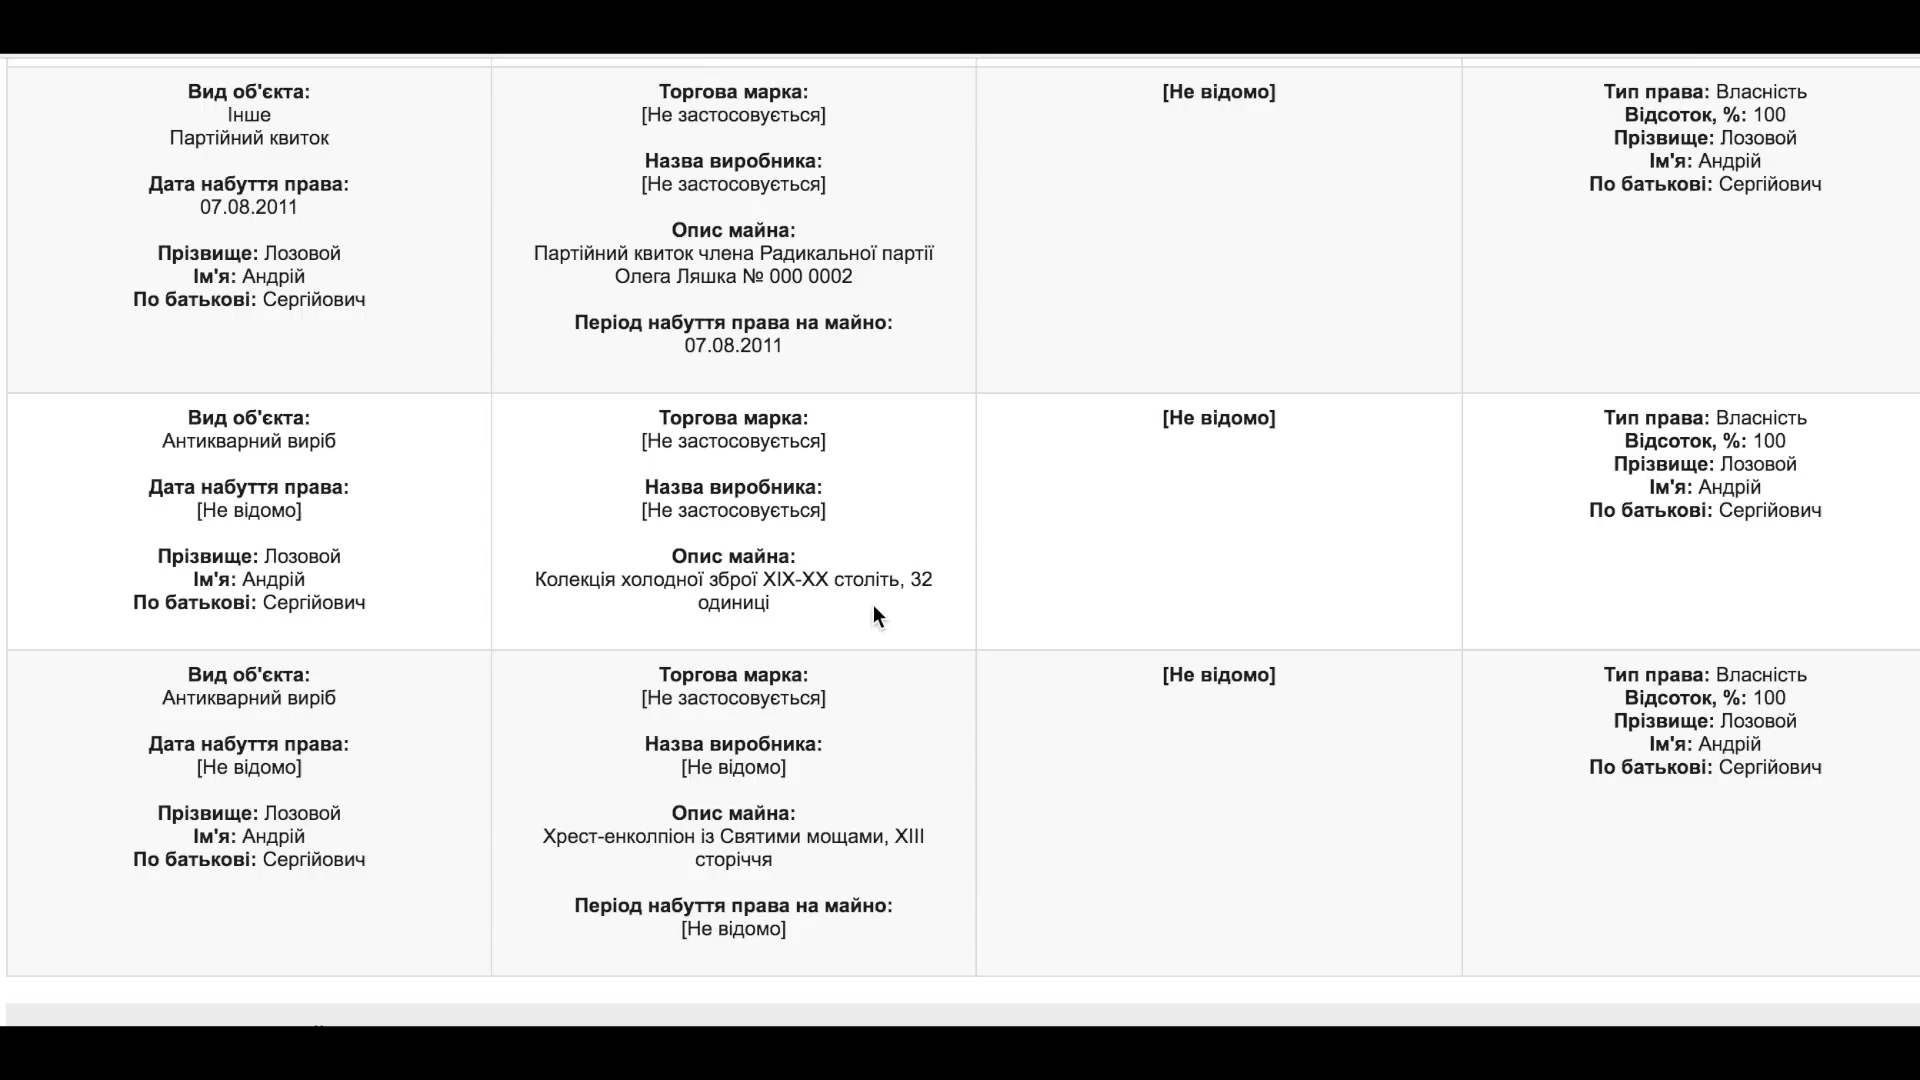 Вид об'єкта:
Інше
Партійний квиток
Дата набуття права:
07.08.2011
Прізвище: Лозовой
Ім'я: Андрій
По батькові: Сергійович
Торгова марка:
[Не застосовується]
Назва виробника:
[Не застосовується]
Опис майна:
Партійний квиток члена Радикальної партії
Олега Ляшка № 000 0002
Період набуття права на майно:
07.08.2011
[Не відомо]
Тип права: Власність
Відсоток, %: 100
Прізвище: Лозовой
Ім'я: Андрій
По батькові: Сергійович
Вид об'єкта:
Антикварний виріб
Дата набуття права:
[Не відомо]
Прізвище: Лозовой
Ім'я: Андрій
По батькові: Сергійович
Торгова марка:
[Не застосовується]
Назва виробника:
[Не застосовується]
Опис майна:
Колекція холодної зброї XIX-XX століть, 32
одиниці
[Не відомо]
Тип права: Власність
Відсоток, %: 100
Прізвище: Лозовой
Ім'я: Андрій
По батькові: Сергійович
Вид об'єкта:
Антикварний виріб
Дата набуття права:
[Не відомо]
Прізвище: Лозовой
Ім'я: Андрій
По батькові: Сергійович
Торгова марка:
[Не застосовується]
Назва виробника:
[Не відомо]
Опис майна:
Хрест-енколпіон із Святими мощами, XIII
сторіччя
Період набуття права на майно:
[Не відомо]
[Не відомо]
Тип права: Власність
Відсоток, %: 100
Прізвище: Лозовой
Ім'я: Андрій
По батькові: Сергійович